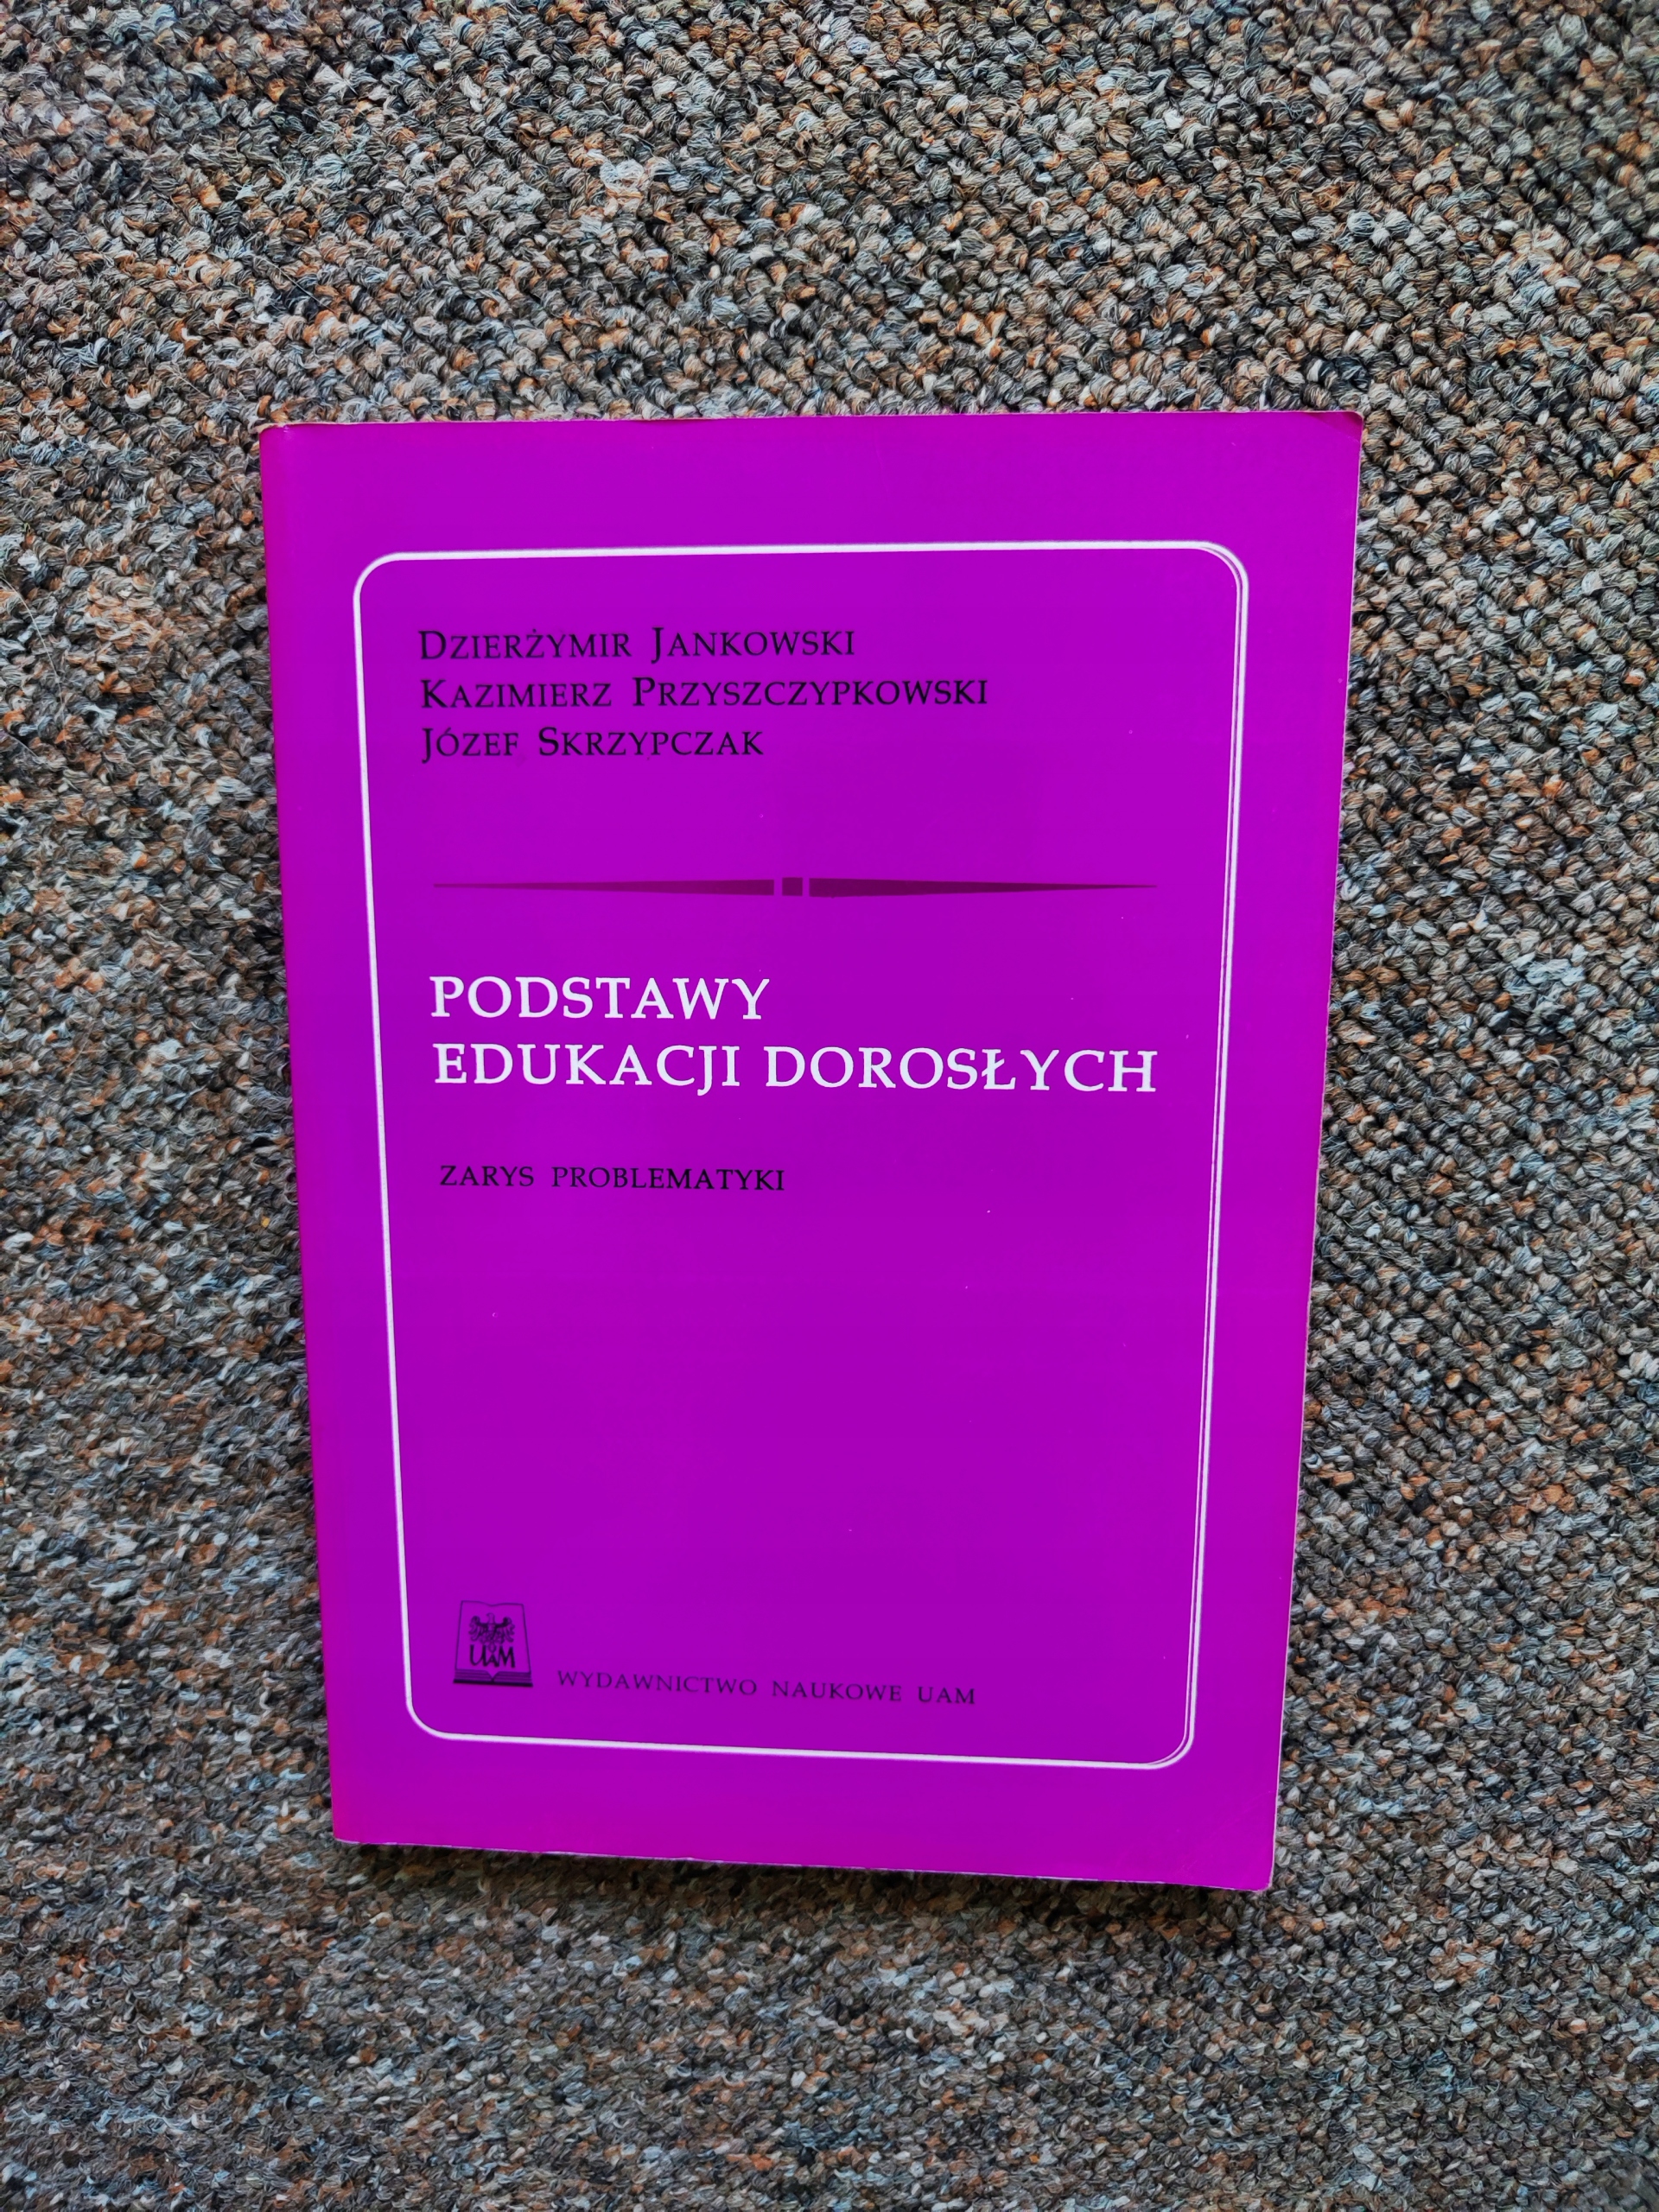 DZIERŻYMIR JANKOWSKI
KAZIMIERZ PRZYSZCZYPKOWSKI
JÓZEF SKRZYPCZAK
PODSTAWY
EDUKACJI DOROSŁYCH
ZARYS PROBLEMATYKI
UAM
WYDAWNICTWO NAUKOWE UAM